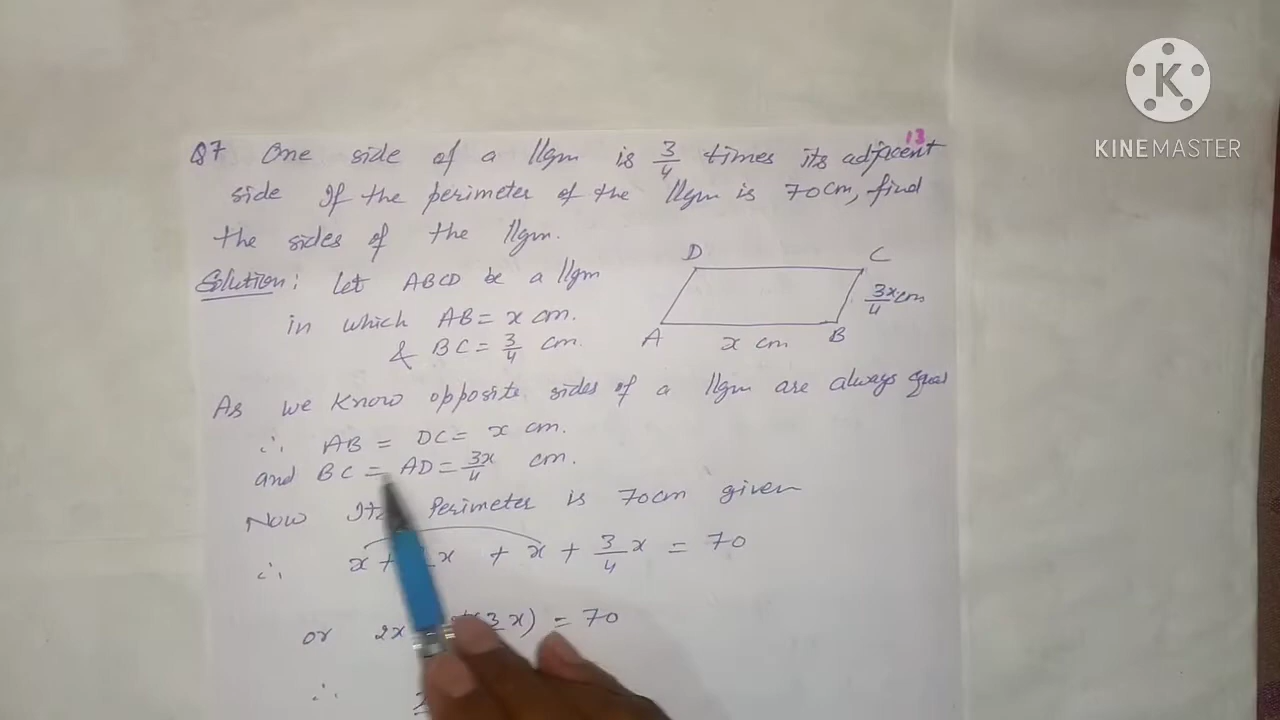 13
Q7 One side of a llgm is 3/4 times its adjacent
side If the perimeter of the llgm is 70cm, find
the sides of the llgm.
Solution: Let ABCD be a llgm
in which AB = x cm.
& BC = 3/4 cm.
D C
3x/4 cm
A x cm B
As we know opposite sides of a llgm are always equal
∴ AB = DC = x cm.
and BC = AD = 3x/4 cm.
Now Its Perimeter is 70cm given
∴ x + x + x + 3/4 x = 70
or 2x 3x) = 70
∴
K
KINEMASTER